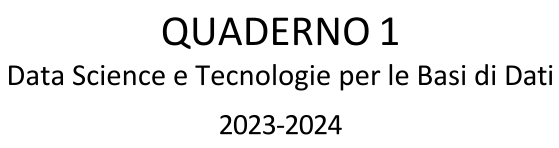 QUADERNO 1
Data Science e Tecnologie per le Basi di Dati
2023-2024